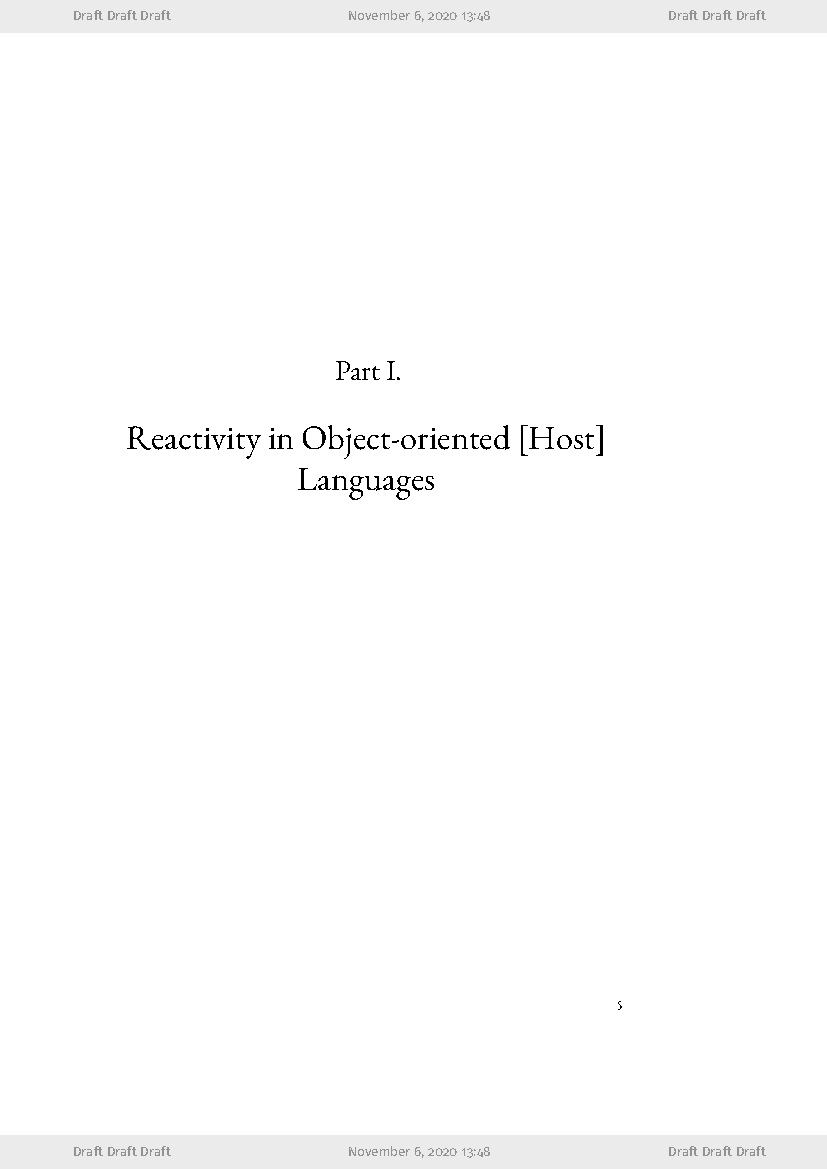 Draft Draft Draft November 6, 2020 13:48 Draft Draft Draft
Part I.
Reactivity in Object-oriented [Host]
Languages
5
Draft Draft Draft November 6, 2020 13:48 Draft Draft Draft